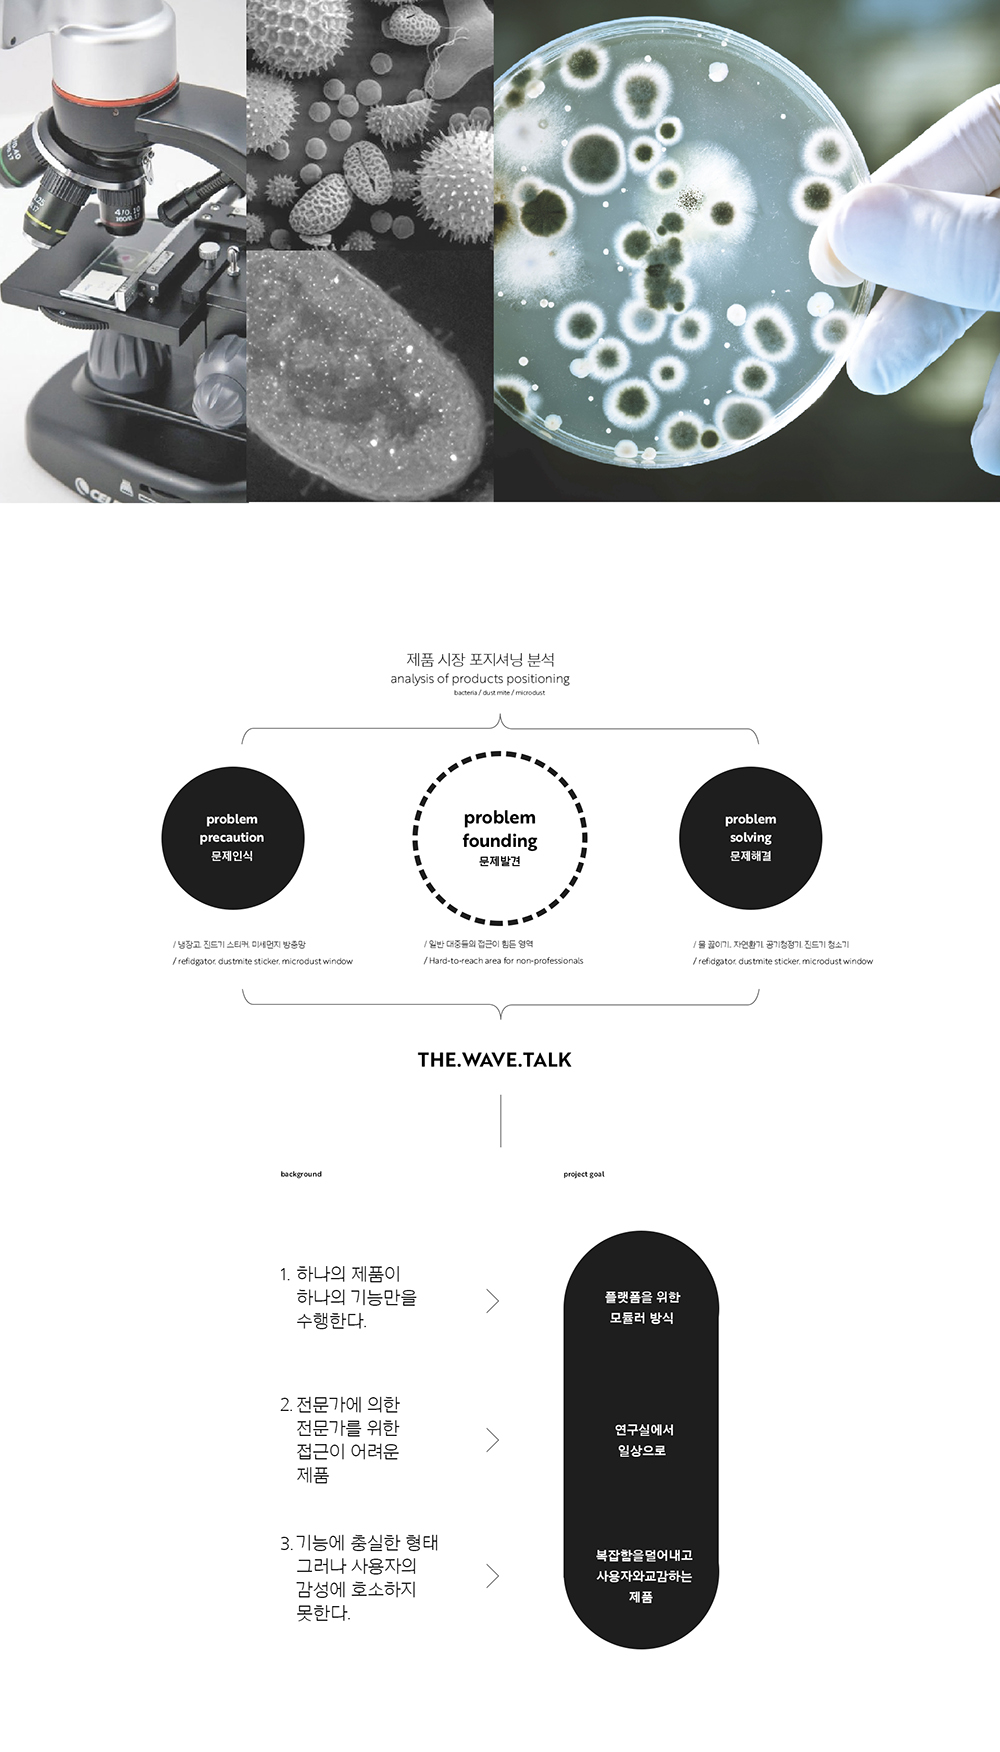 4/0.10
160/0.17
제품 시장 포지셔닝 분석
analysis of products positioning
bacteria / dust mite / microdust
problem
precaution
문제인식
problem
founding
문제발견
problem
solving
문제해결
/ 냉장고, 진드기 스티커, 미세먼지 방충망
/ refidgator, dustmite sticker, microdust window
/ 일반 대중들의 접근이 힘든 영역
/ Hard-to-reach area for non-professionals
/ 물 끓이기, 자연환기, 공기청정기, 진드기 청소기
/ refidgator, dustmite sticker, microdust window
THE.WAVE.TALK
background
project goal
1. 하나의 제품이
하나의 기능만을
수행한다.
플랫폼을 위한
모듈러 방식
2. 전문가에 의한
전문가를 위한
접근이 어려운
제품
연구실에서
일상으로
3. 기능에 충실한 형태
그러나 사용자의
감성에 호소하지
못한다.
복잡함을덜어내고
사용자와교감하는
제품